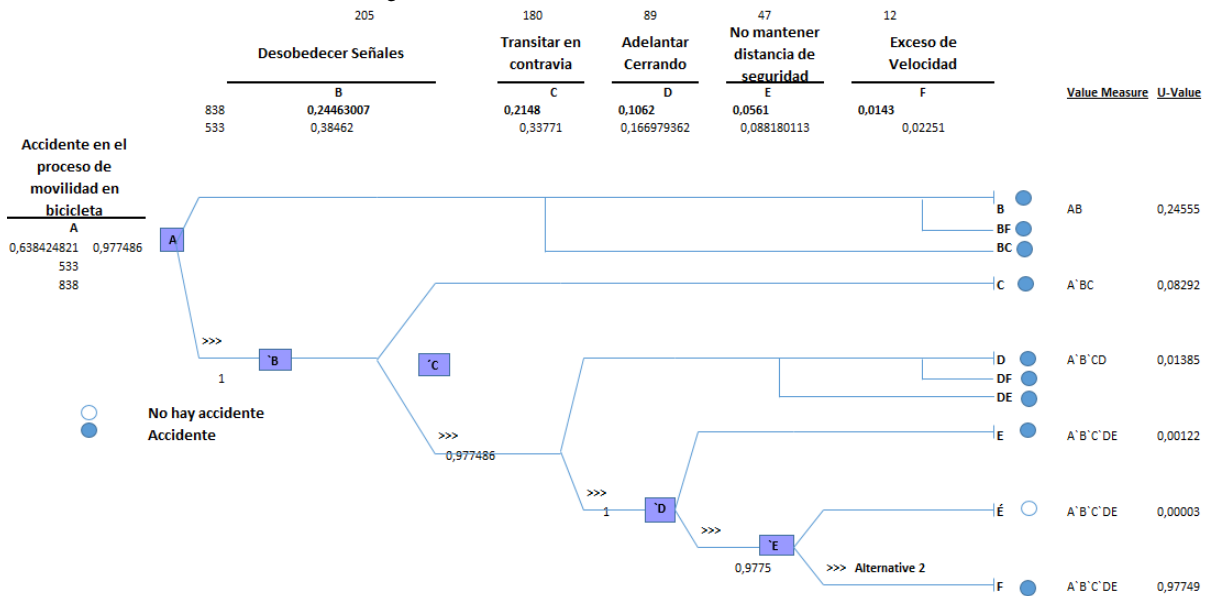 205 180 89 47 12
Desobedecer Señales
Transitar en
contravia
Adelantar
Cerrando
No mantener
distancia de
seguridad
Exceso de
Velocidad
B C D E F Value Measure U-Value
838 0,24463007 0,2148 0,1062 0,0561 0,0143
533 0,38462 0,33771 0,166979362 0,088180113 0,02251
Accidente en el
proceso de
movilidad en
bicicleta
A
0,638424821 0,977486
533
838
A
B AB 0,24555
BF
BC
C A`BC 0,08292
>>>
`B
1
´C
D A`B`CD 0,01385
DF
DE
No hay accidente
Accidente
>>>
0,977486
E A`B`C`DE 0,00122
>>>
1
`D
É A`B`C`DE 0,00003
>>>
`E
0,9775
>>> Alternative 2
F A`B`C`DE 0,97749